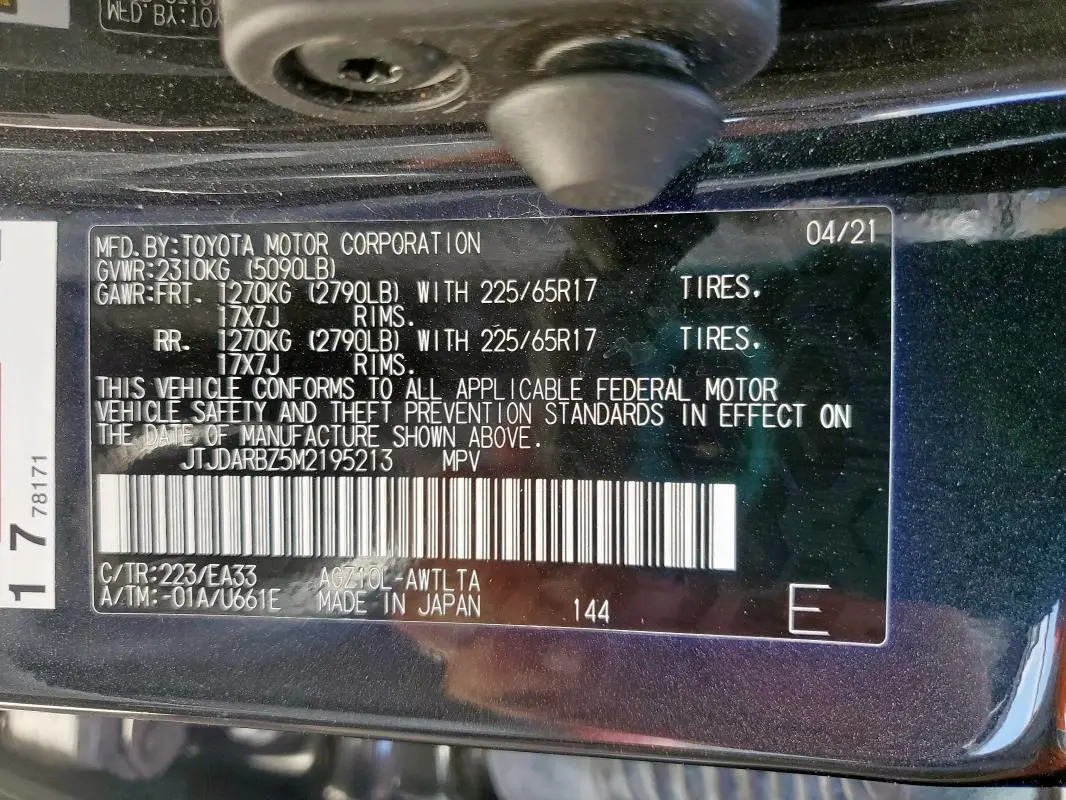 MFD. BY:TOYOT
MFD. BY:TOYOTA MOTOR CORPORATION 04/21
GVWR:2310KG (5090LB)
GAWR:FRT. 1270KG (2790LB) WITH 225/65R17 TIRES.
17X7J RIMS.
RR. 1270KG (2790LB) WITH 225/65R17 TIRES.
17X7J RIMS.
THIS VEHICLE CONFORMS TO ALL APPLICABLE FEDERAL MOTOR
VEHICLE SAFETY AND THEFT PREVENTION STANDARDS IN EFFECT ON
THE DATE OF MANUFACTURE SHOWN ABOVE.
JTJDARBZ5M2195213 MPV
C/TR:223/EA33 AGZ10L-AWTLTA
A/TM:-01A/U661E MADE IN JAPAN 144 E
17 78171